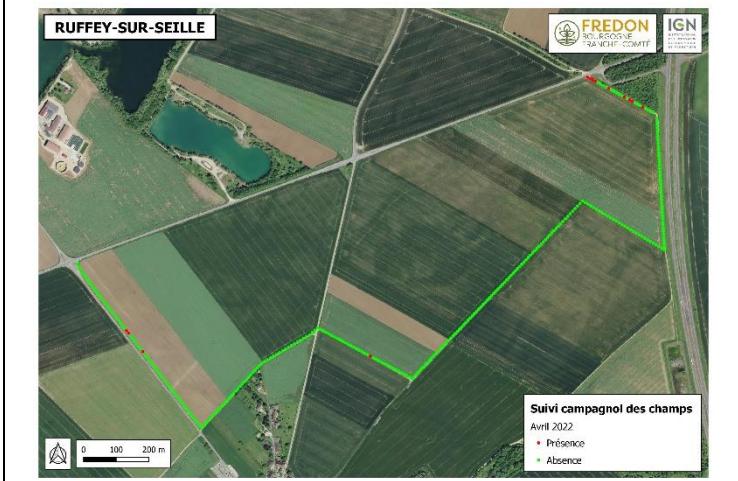 RUFFEY-SUR-SEILLE
FREDON
BOURGOGNE
FRANCHE-COMTÉ
IGN
Suivi campagnol des champs
Avril 2022
Présence
Absence
0 100 200 m